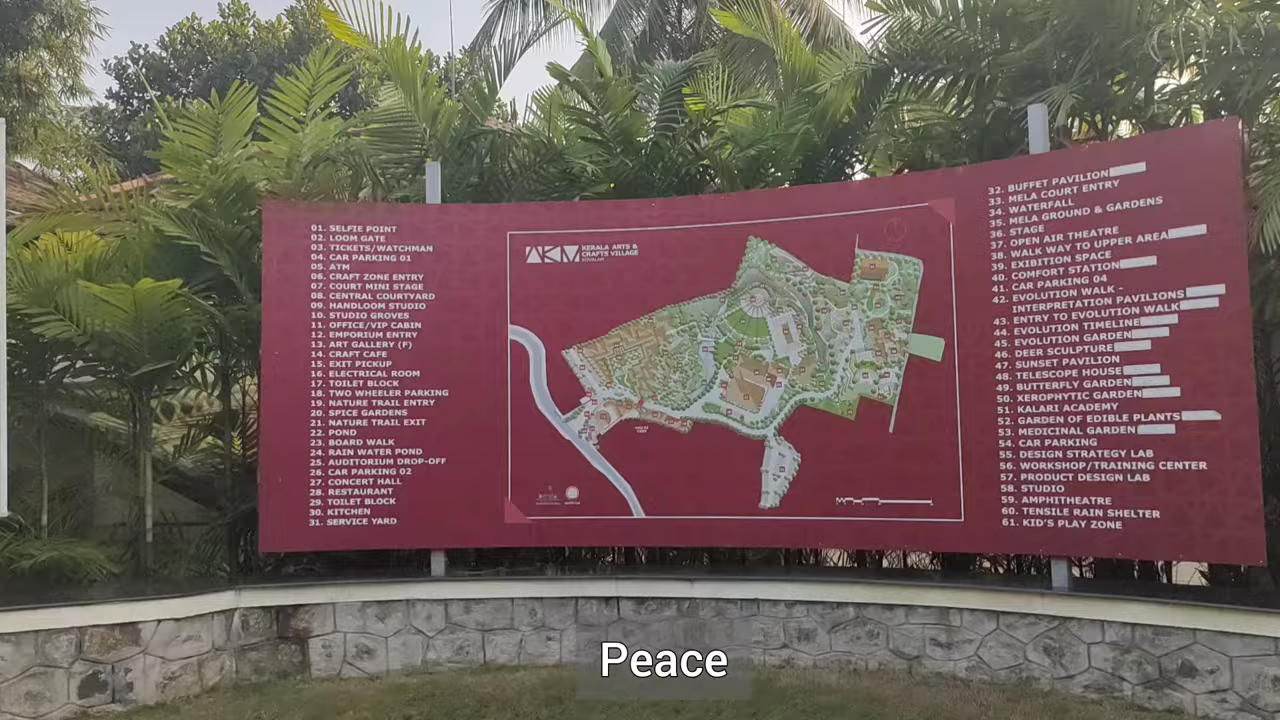 01. SELFIE POINT
02. LOOM GATE
03. TICKETS/WATCHMAN
04. CAR PARKING 01
05. ATM
06. CRAFT ZONE ENTRY
07. COURT MINI STAGE
08. CENTRAL COURTYARD
09. HANDLOOM STUDIO
10. STUDIO GROVES
11. OFFICE/VIP CABIN
12. EMPORIUM ENTRY
13. ART GALLERY (F)
14. CRAFT CAFE
15. EXIT PICKUP
16. ELECTRICAL ROOM
17. TOILET BLOCK
18. TWO WHEELER PARKING
19. NATURE TRAIL ENTRY
20. SPICE GARDENS
21. NATURE TRAIL EXIT
22. POND
23. BOARD WALK
24. RAIN WATER POND
25. AUDITORIUM DROP-OFF
26. CAR PARKING 02
27. CONCERT HALL
28. RESTAURANT
29. TOILET BLOCK
30. KITCHEN
31. SERVICE YARD
KERALA ARTS &
CRAFTS VILLAGE
KOVALAM
32. BUFFET PAVILION
33. MELA COURT ENTRY
34. WATERFALL
35. MELA GROUND & GARDENS
36. STAGE
37. OPEN AIR THEATRE
38. WALK WAY TO UPPER AREA
39. EXIBITION SPACE
40. COMFORT STATION
41. CAR PARKING 04
42. EVOLUTION WALK -
INTERPRETATION PAVILIONS
43. ENTRY TO EVOLUTION WALK
44. EVOLUTION TIMELINE
45. EVOLUTION GARDEN
46. DEER SCULPTURE
47. SUNSET PAVILION
48. TELESCOPE HOUSE
49. BUTTERFLY GARDEN
50. XEROPHYTIC GARDEN
51. KALARI ACADEMY
52. GARDEN OF EDIBLE PLANTS
53. MEDICINAL GARDEN
54. CAR PARKING
55. DESIGN STRATEGY LAB
56. WORKSHOP/TRAINING CENTER
57. PRODUCT DESIGN LAB
58. STUDIO
59. AMPHITHEATRE
60. TENSILE RAIN SHELTER
61. KID'S PLAY ZONE
Peace